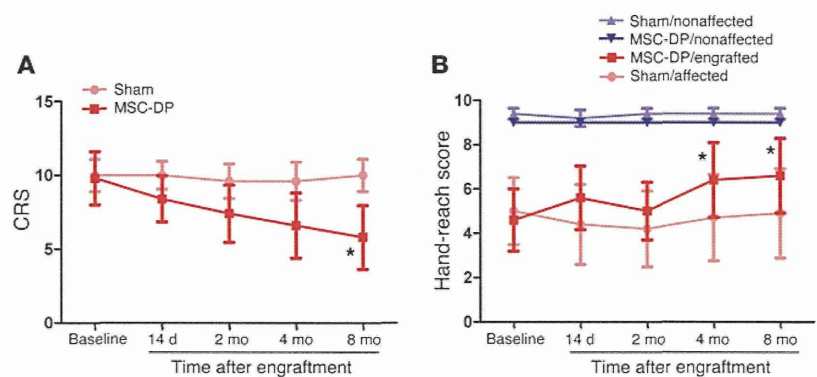 A
Sham
MSC-DP
15
10
5
0
CRS
*
Baseline 14 d 2 mo 4 mo 8 mo
Time after engraftment
Sham/nonaffected
MSC-DP/nonaffected
MSC-DP/engrafted
Sham/affected
B
10
8
6
4
2
0
Hand-reach score
* *
Baseline 14 d 2 mo 4 mo 8 mo
Time after engraftment